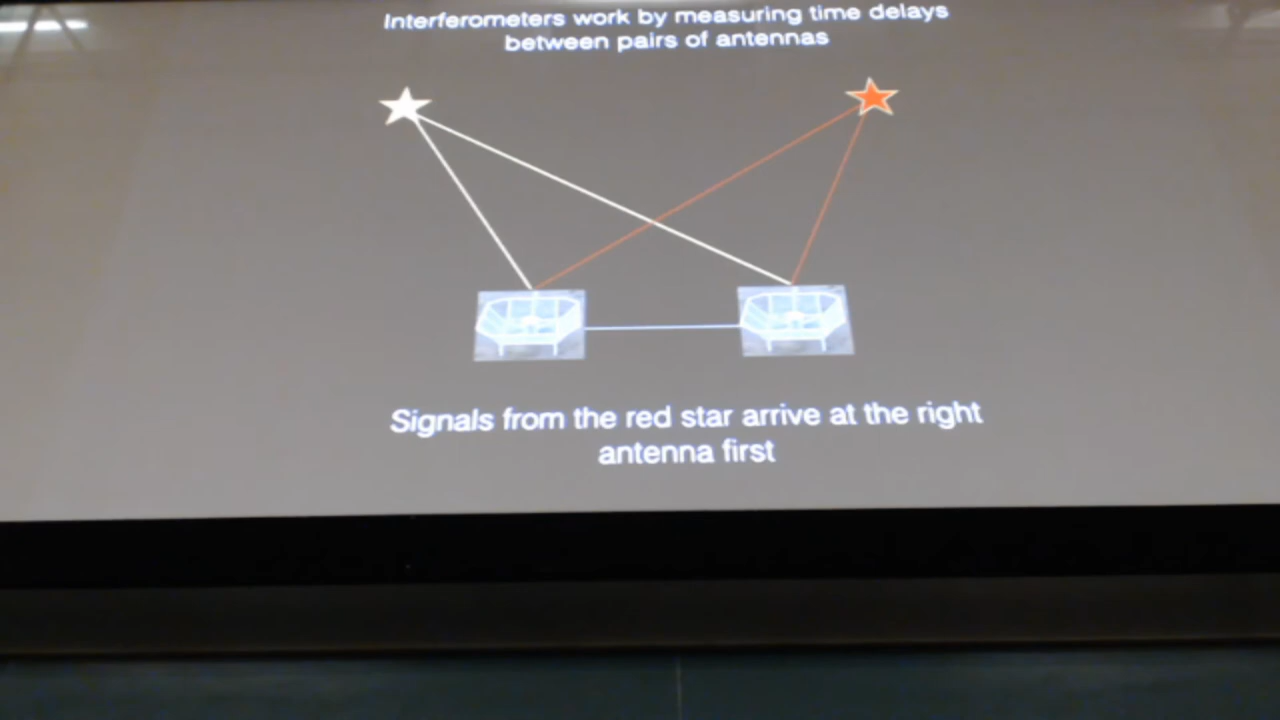 Interferometers work by measuring time delays
between pairs of antennas
Signals from the red star arrive at the right
antenna first